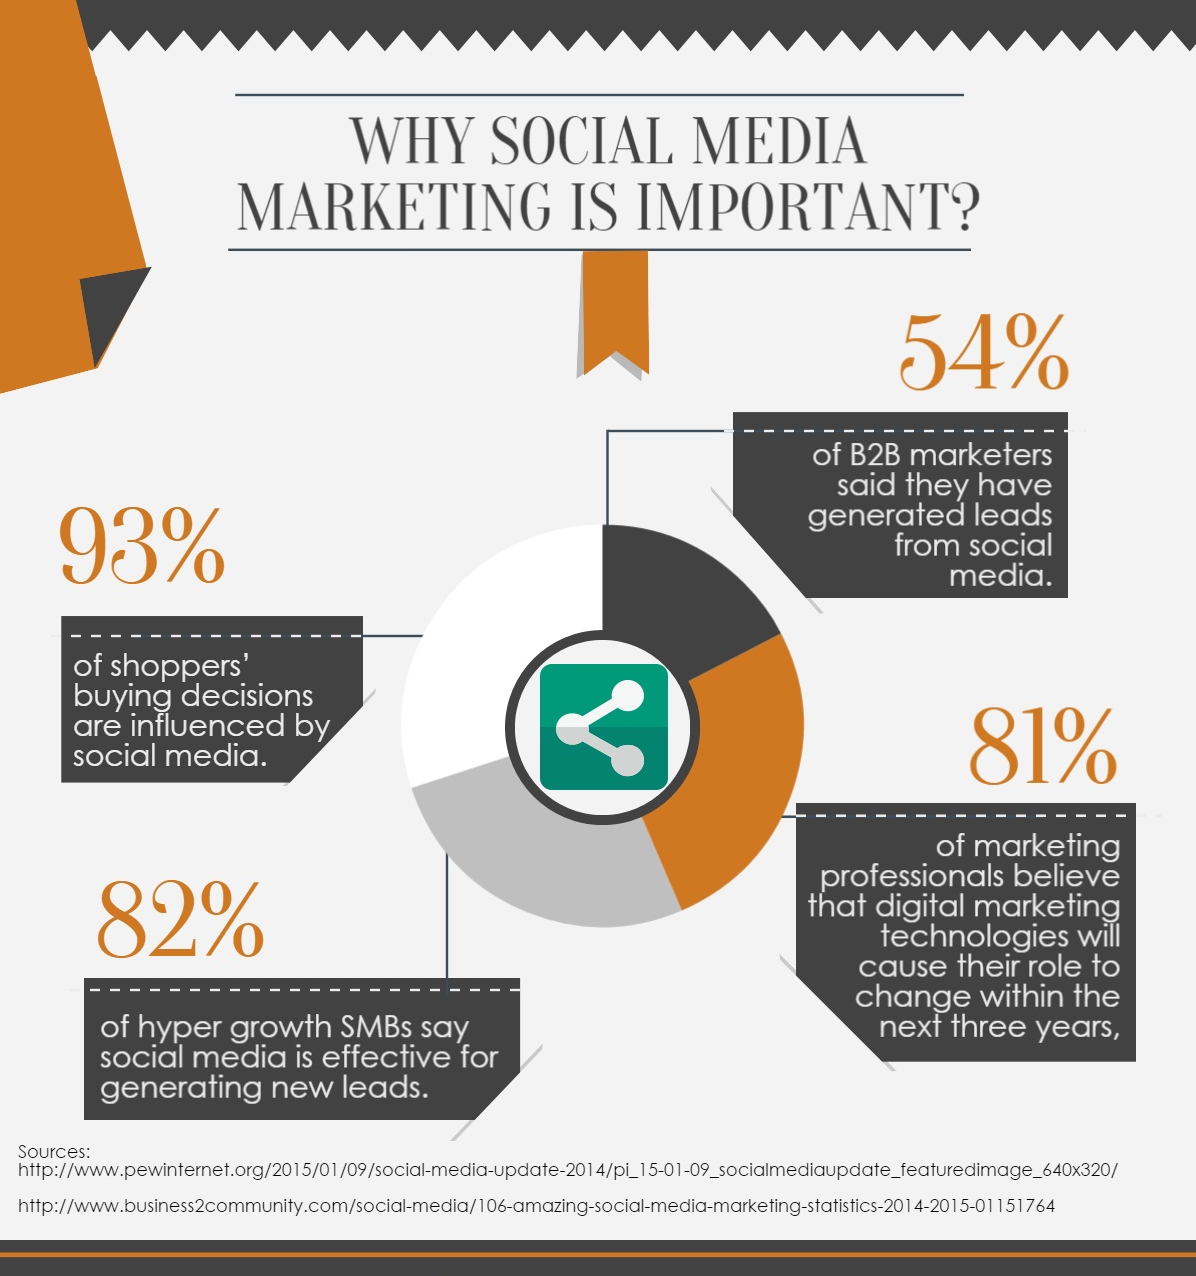 WHY SOCIAL MEDIA
MARKETING IS IMPORTANT?
54%
of B2B marketers
said they have
generated leads
from social
media.
93%
of shoppers’
buying decisions
are influenced by
social media.
81%
of marketing
professionals believe
that digital marketing
technologies will
cause their role to
change within the
next three years,
82%
of hyper growth SMBs say
social media is effective for
generating new leads.
Sources:
http://www.pewinternet.org/2015/01/09/social-media-update-2014/pi_15-01-09_socialmediaupdate_featuredimage_640x320/
http://www.business2community.com/social-media/106-amazing-social-media-marketing-statistics-2014-2015-01151764